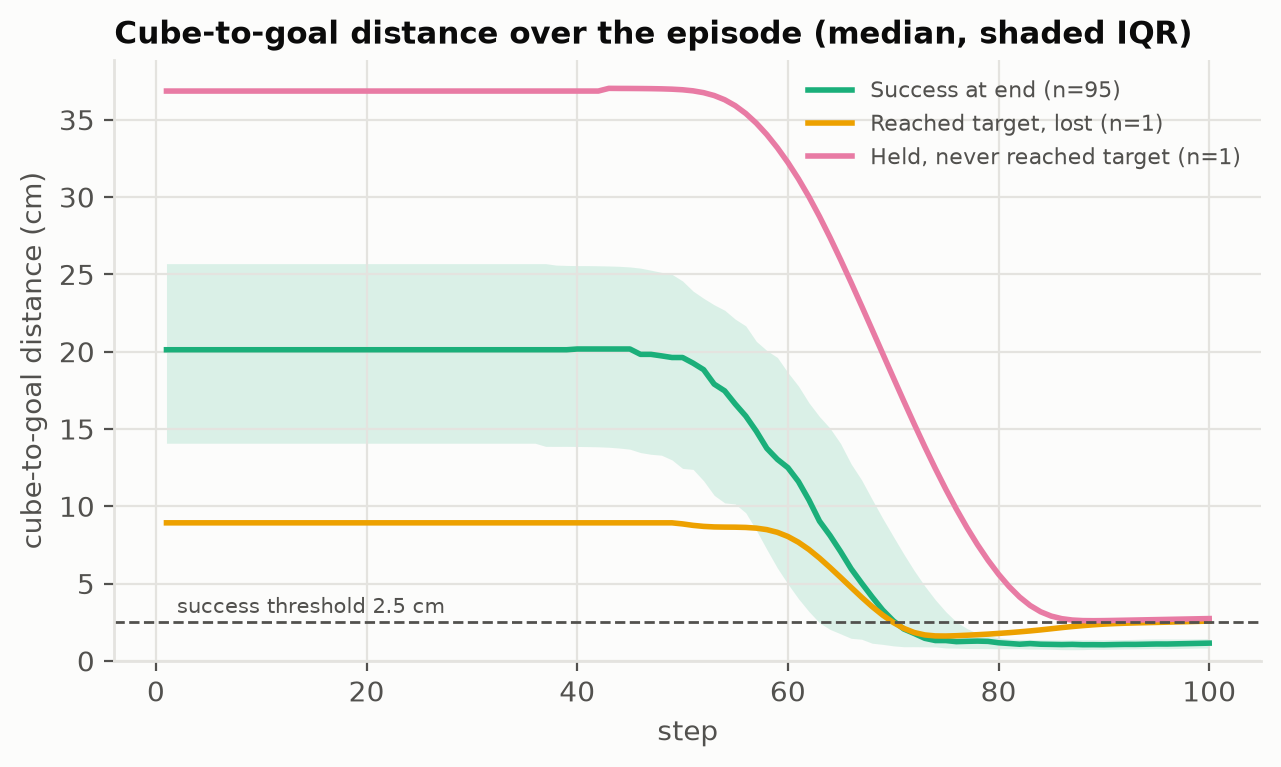 Cube-to-goal distance over the episode (median, shaded IQR)
Success at end (n=95)
Reached target, lost (n=1)
Held, never reached target (n=1)
cube-to-goal distance (cm)
35
30
25
20
15
10
5
0
success threshold 2.5 cm
0 20 40 60 80 100
step